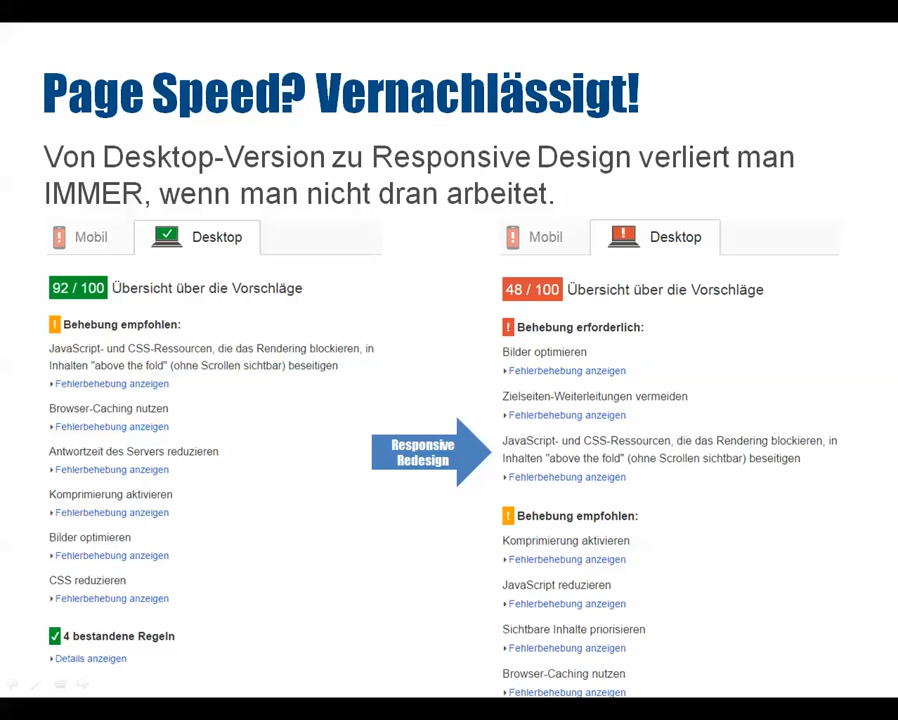 Page Speed? Vernachlässigt!
Von Desktop-Version zu Responsive Design verliert man
IMMER, wenn man nicht dran arbeitet.
Mobil
Desktop
92 / 100 Übersicht über die Vorschläge
! Behebung empfohlen:
JavaScript- und CSS-Ressourcen, die das Rendering blockieren, in
Inhalten "above the fold" (ohne Scrollen sichtbar) beseitigen
Fehlerbehebung anzeigen
Browser-Caching nutzen
Fehlerbehebung anzeigen
Antwortzeit des Servers reduzieren
Fehlerbehebung anzeigen
Komprimierung aktivieren
Fehlerbehebung anzeigen
Bilder optimieren
Fehlerbehebung anzeigen
CSS reduzieren
Fehlerbehebung anzeigen
4 bestandene Regeln
Details anzeigen
Responsive
Redesign
Mobil
Desktop
48 / 100 Übersicht über die Vorschläge
! Behebung erforderlich:
Bilder optimieren
Fehlerbehebung anzeigen
Zielseiten-Weiterleitungen vermeiden
Fehlerbehebung anzeigen
JavaScript- und CSS-Ressourcen, die das Rendering blockieren, in
Inhalten "above the fold" (ohne Scrollen sichtbar) beseitigen
Fehlerbehebung anzeigen
! Behebung empfohlen:
Komprimierung aktivieren
Fehlerbehebung anzeigen
JavaScript reduzieren
Fehlerbehebung anzeigen
Sichtbare Inhalte priorisieren
Fehlerbehebung anzeigen
Browser-Caching nutzen
Fehlerbehebung anzeigen